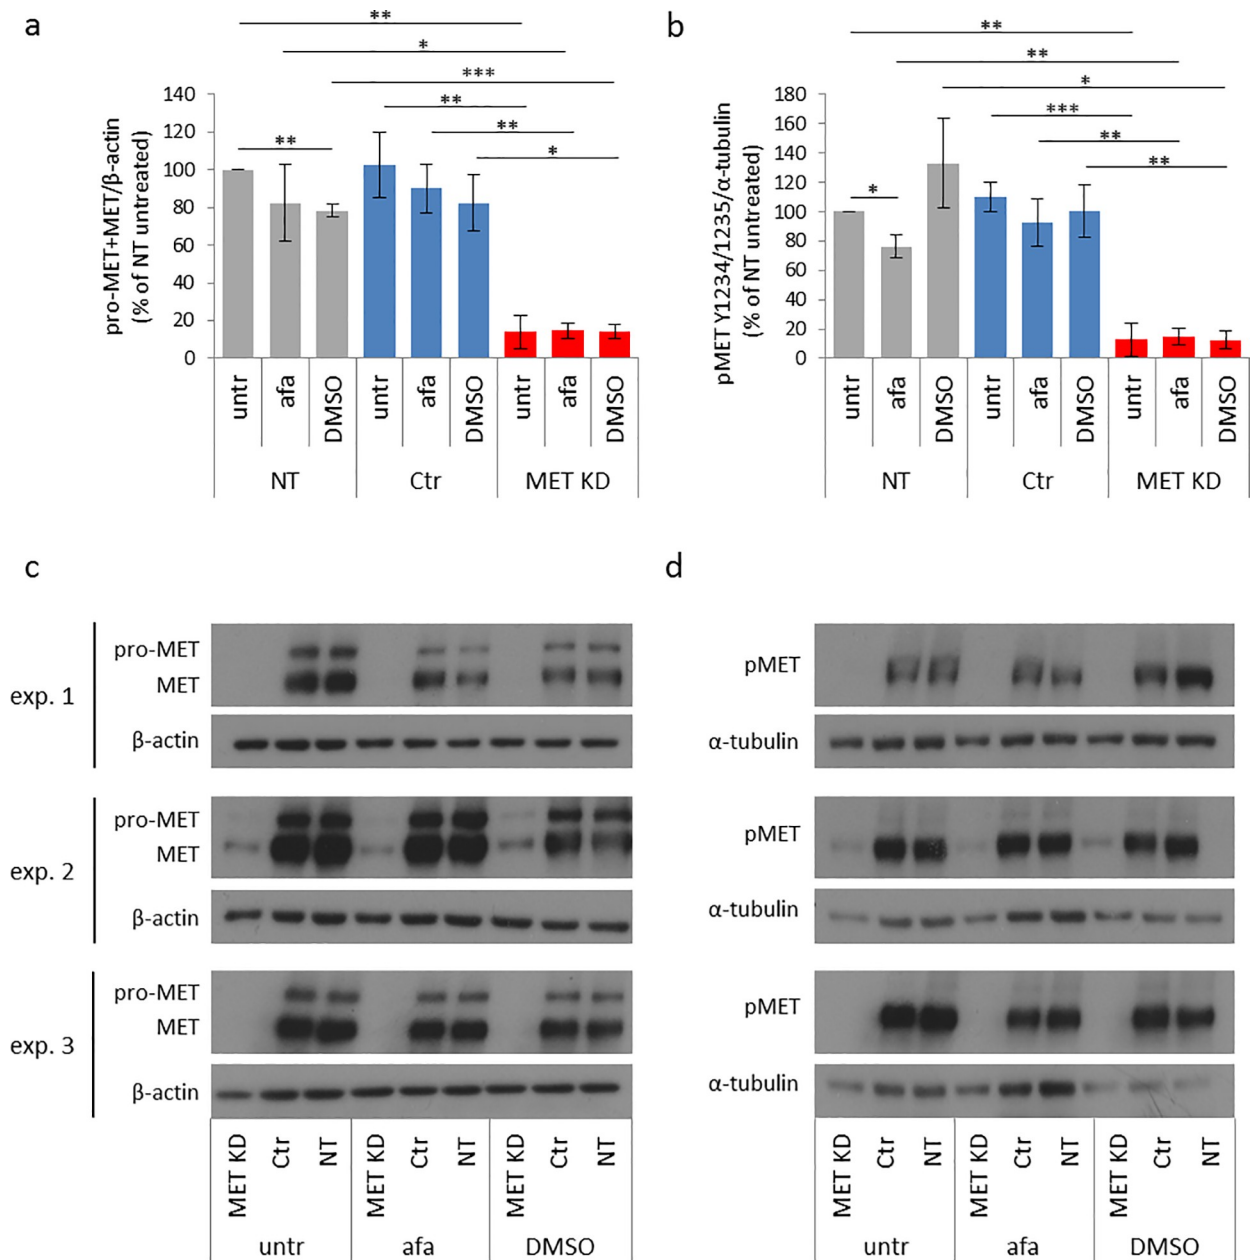 a
**
*
***
**
**
*
**
pro-MET+MET/β-actin
(% of NT untreated)
140
120
100
80
60
40
20
0
untr
afa
DMSO
untr
afa
DMSO
untr
afa
DMSO
NT
Ctr
MET KD
b
**
**
*
***
**
**
*
pMET Y1234/1235/α-tubulin
(% of NT untreated)
180
160
140
120
100
80
60
40
20
0
untr
afa
DMSO
untr
afa
DMSO
untr
afa
DMSO
NT
Ctr
MET KD
c
exp. 1
pro-MET
MET
β-actin
exp. 2
pro-MET
MET
β-actin
exp. 3
pro-MET
MET
β-actin
MET KD
Ctr
NT
MET KD
Ctr
NT
MET KD
Ctr
NT
untr
afa
DMSO
d
pMET
α-tubulin
pMET
α-tubulin
pMET
α-tubulin
MET KD
Ctr
NT
MET KD
Ctr
NT
MET KD
Ctr
NT
untr
afa
DMSO